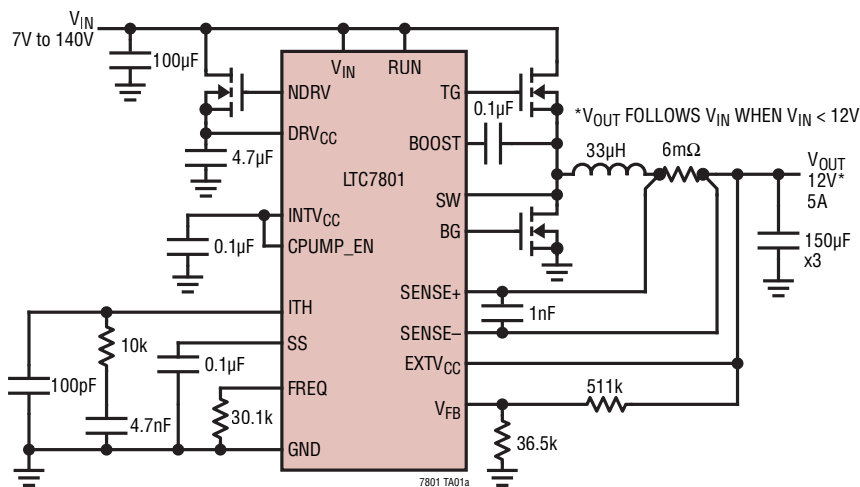 VIN
7V to 140V
100µF
VIN
RUN
NDRV
TG
0.1µF
*VOUT FOLLOWS VIN WHEN VIN < 12V
DRVCC
BOOST
4.7µF
LTC7801
33µH
6mΩ
VOUT
12V*
5A
SW
INTVCC
BG
0.1µF
CPUMP_EN
150µF
x3
SENSE+
1nF
ITH
SENSE–
10k
SS
0.1µF
EXTVCC
100pF
FREQ
511k
30.1k
VFB
4.7nF
36.5k
GND
7801 TA01a